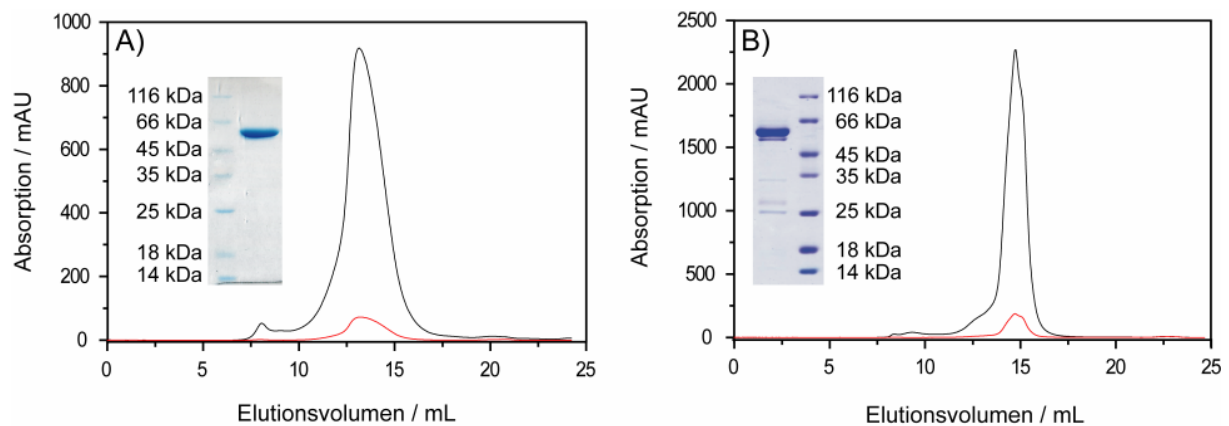 A)
Absorption / mAU
1000
800
600
400
200
0
116 kDa
66 kDa
45 kDa
35 kDa
25 kDa
18 kDa
14 kDa
0 5 10 15 20 25
Elutionsvolumen / mL
B)
Absorption / mAU
2500
2000
1500
1000
500
0
116 kDa
66 kDa
45 kDa
35 kDa
25 kDa
18 kDa
14 kDa
0 5 10 15 20 25
Elutionsvolumen / mL